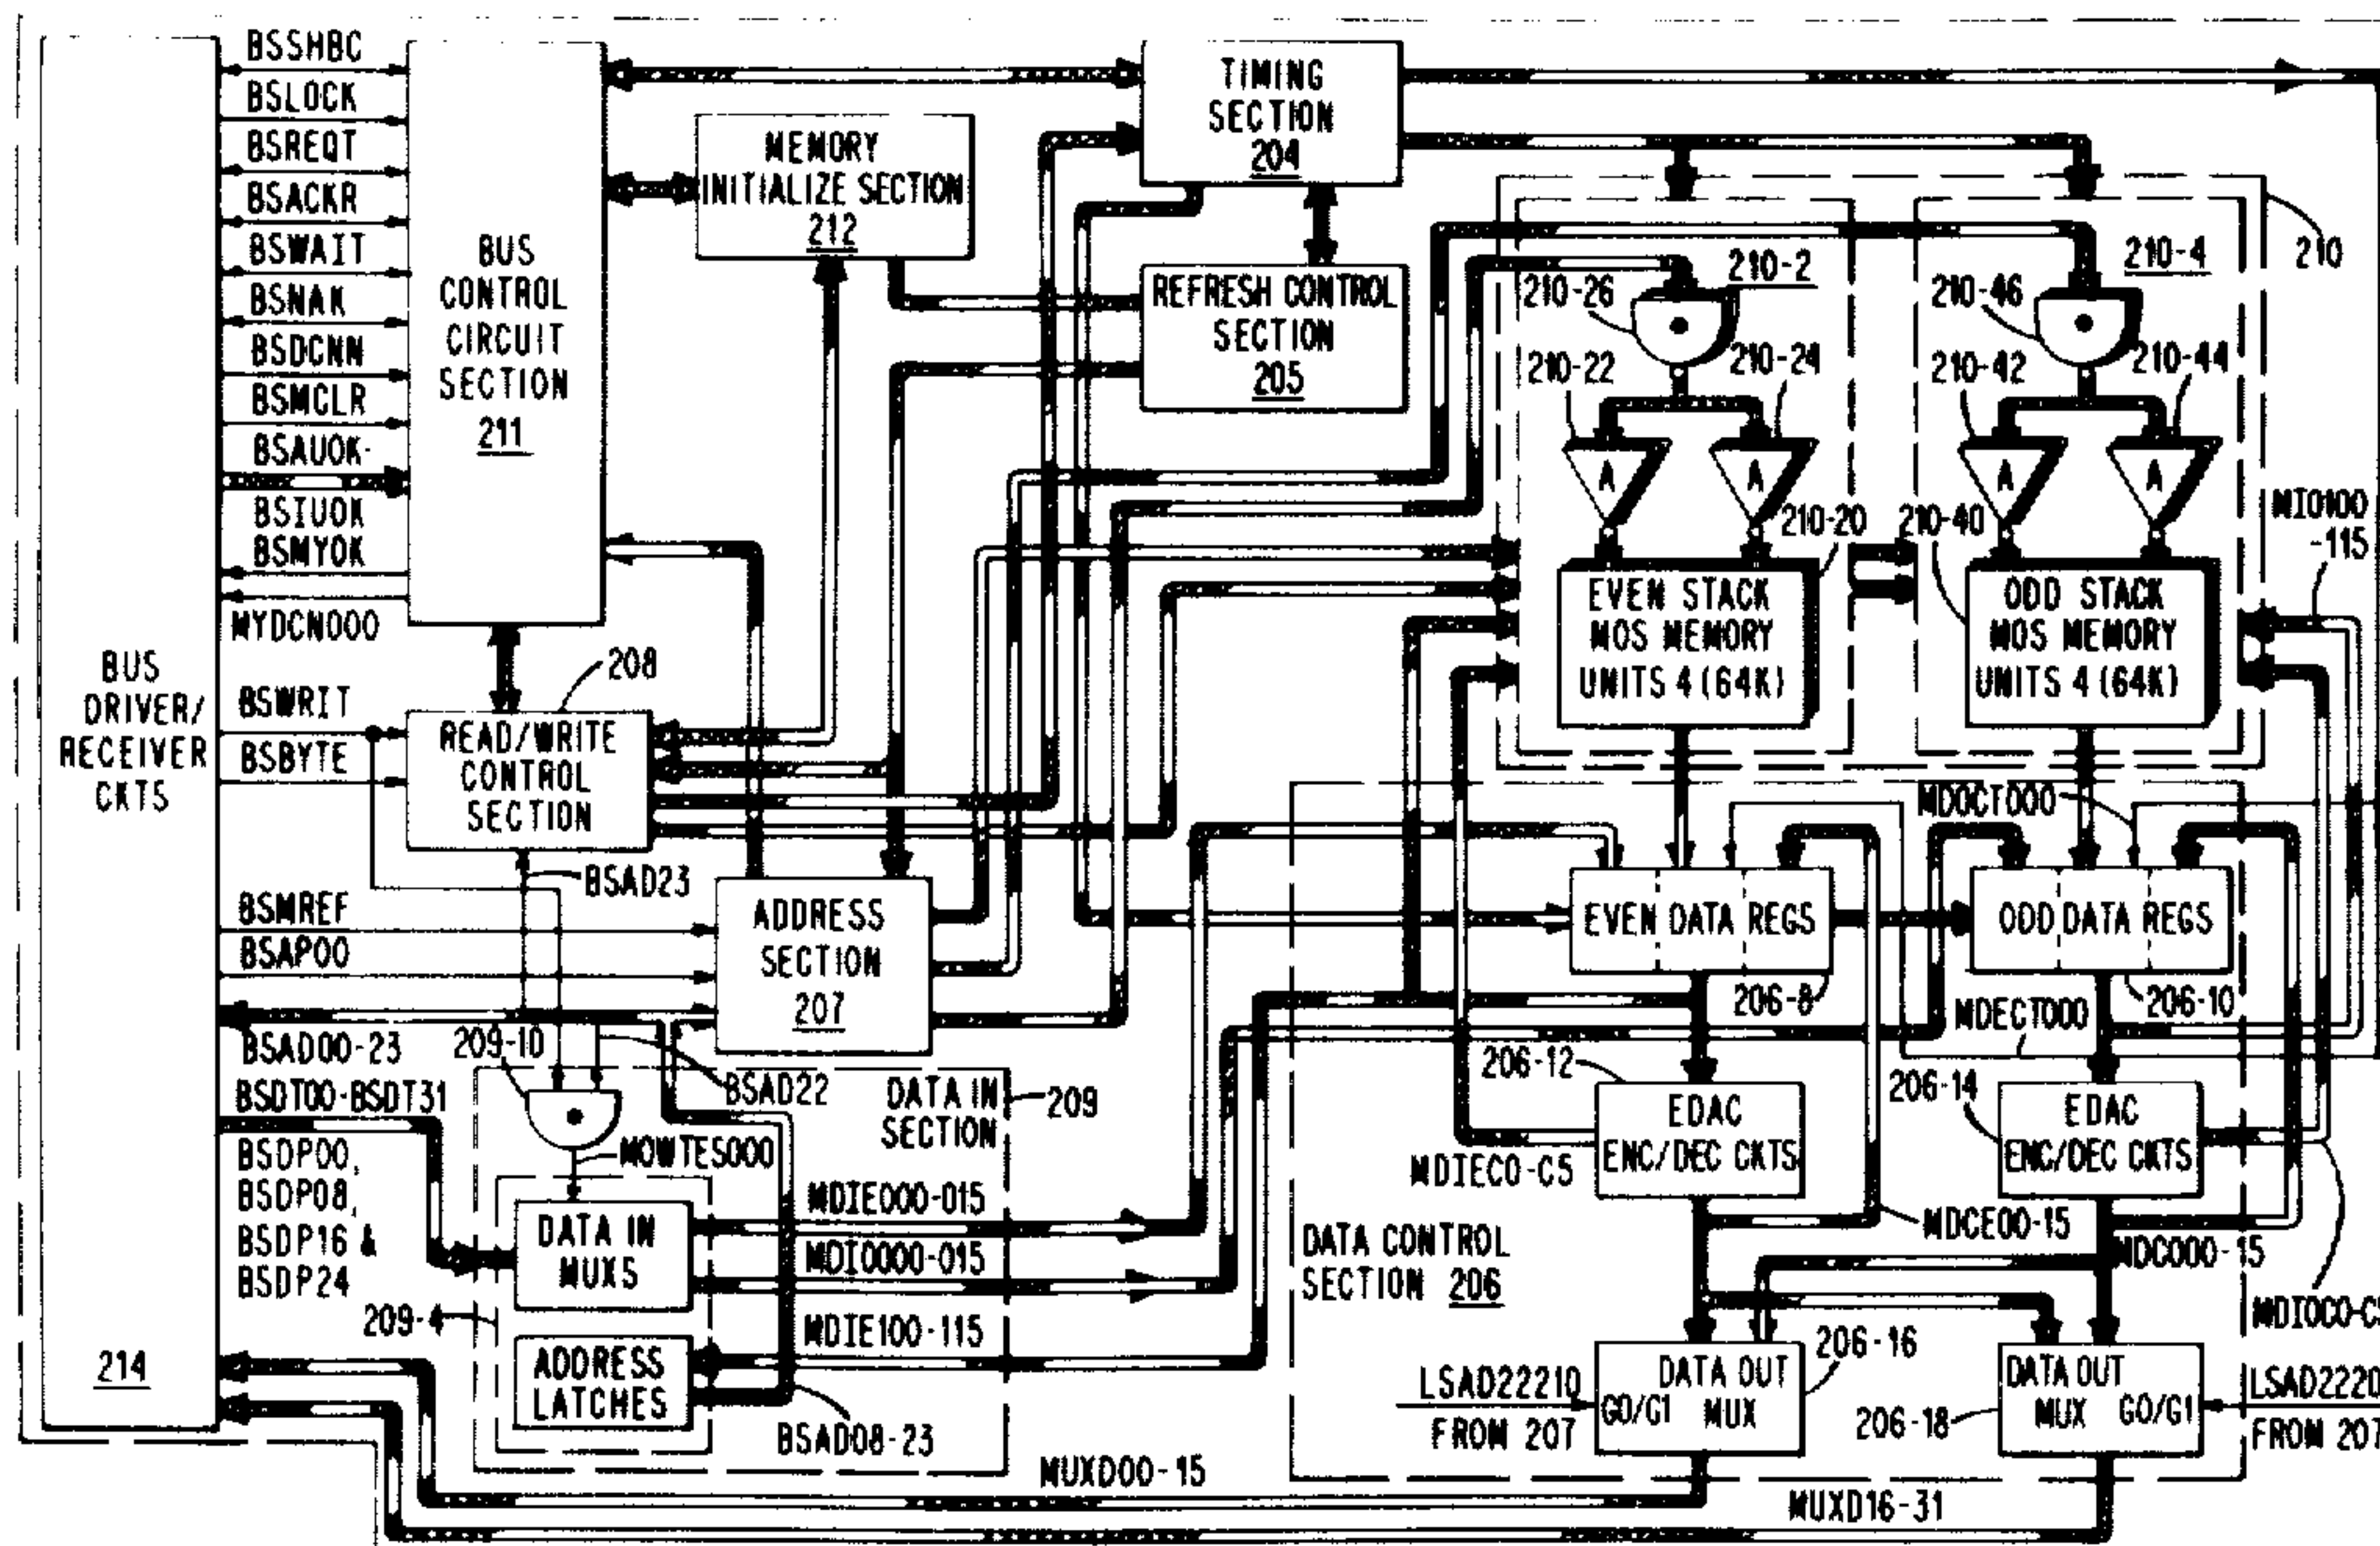 BSSHBC
BSLOCK
BSREQT
BSACKR
BSWAIT
BSNAK
BSDCNN
BSMCLR
BSAUOK-
BSIUOK
BSMYOK
MYDCN000
BSWRIT
BSBYTE
BSAD23
BSMREF
BSAP00
BSAD00-23
BSDT00-BSDT31
BSDP00,
BSDP08,
BSDP16 &
BSDP24
BUS
DRIVER/
RECEIVER
CKTS
214
BUS
CONTROL
CIRCUIT
SECTION
211
MEMORY
INITIALIZE SECTION
212
TIMING
SECTION
204
REFRESH CONTROL
SECTION
205
208
READ/WRITE
CONTROL
SECTION
ADDRESS
SECTION
207
209-10
BSAD22
DATA IN
SECTION
209
MOWTES000
DATA IN
MUXS
209-4
ADDRESS
LATCHES
BSAD08-23
MDIE000-015
MDIO000-015
MDIE100-115
MUXD00-15
MUXD16-31
210
210-2
210-4
210-26
210-46
210-22
210-24
210-42
210-44
A
A
A
A
210-20
210-40
MIO100
-115
EVEN STACK
MOS MEMORY
UNITS 4 (64K)
ODD STACK
MOS MEMORY
UNITS 4 (64K)
MDOCT000
EVEN DATA REGS
ODD DATA REGS
206-8
206-10
MDECT000
206-12
206-14
EDAC
ENC/DEC CKTS
EDAC
ENC/DEC CKTS
MDIEC0-C5
MDCE00-15
MDCO00-15
DATA CONTROL
SECTION 206
206-16
206-18
LSAD22210
FROM 207
G0/G1
DATA OUT
MUX
DATA OUT
MUX G0/G1
LSAD2220
FROM 207